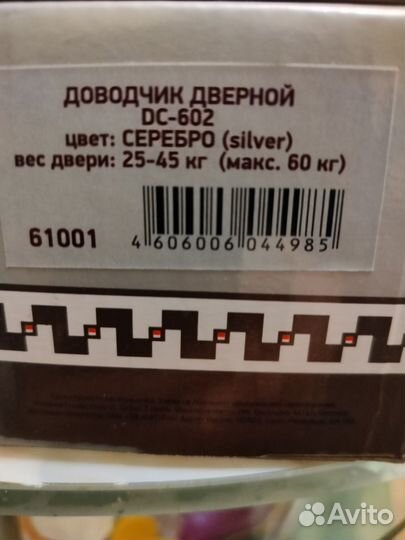 ДОВОДЧИК ДВЕРНОЙ
DC-602
цвет: СЕРЕБРО (silver)
вес двери: 25-45 кг (макс. 60 кг)
61001
4 606006 044985
Avito